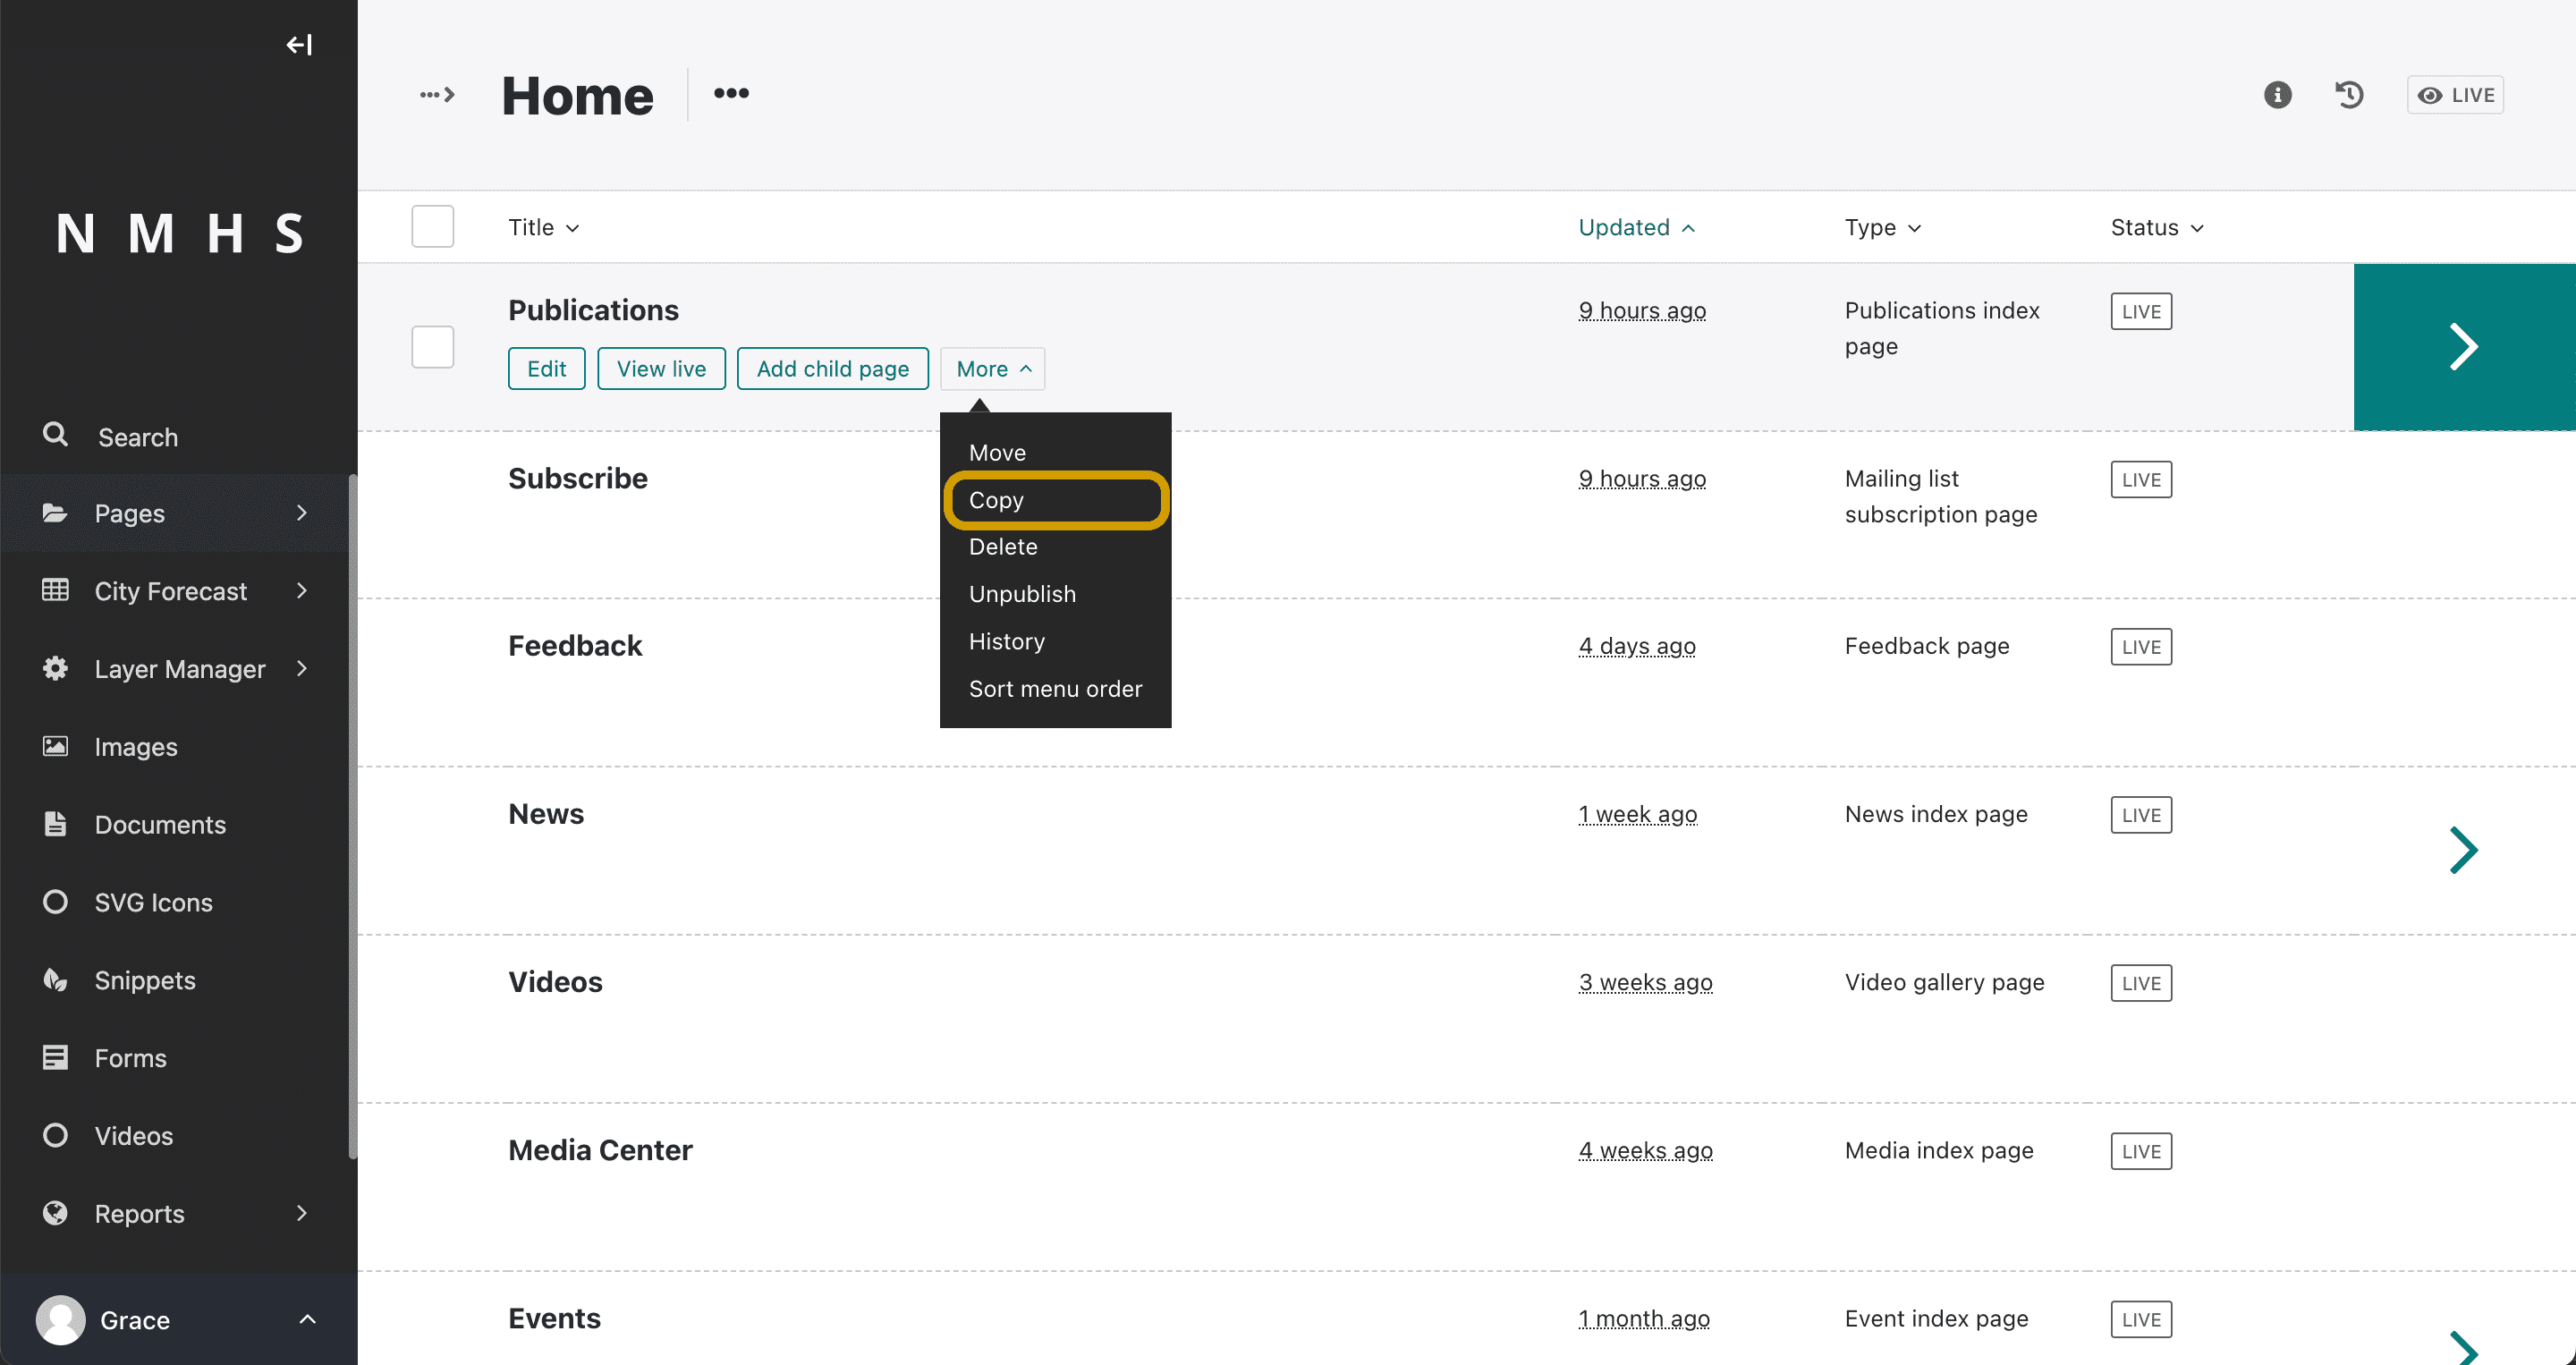 NMHS
Search
Pages
City Forecast
Layer Manager
Images
Documents
SVG Icons
Snippets
Forms
Videos
Reports
Grace
Home
LIVE
Title Updated Type Status
Publications 9 hours ago Publications index LIVE
page
Edit View live Add child page More
Move
Copy
Delete
Unpublish
History
Sort menu order
Subscribe 9 hours ago Mailing list LIVE
subscription page
Feedback 4 days ago Feedback page LIVE
News 1 week ago News index page LIVE
Videos 3 weeks ago Video gallery page LIVE
Media Center 4 weeks ago Media index page LIVE
Events 1 month ago Event index page LIVE